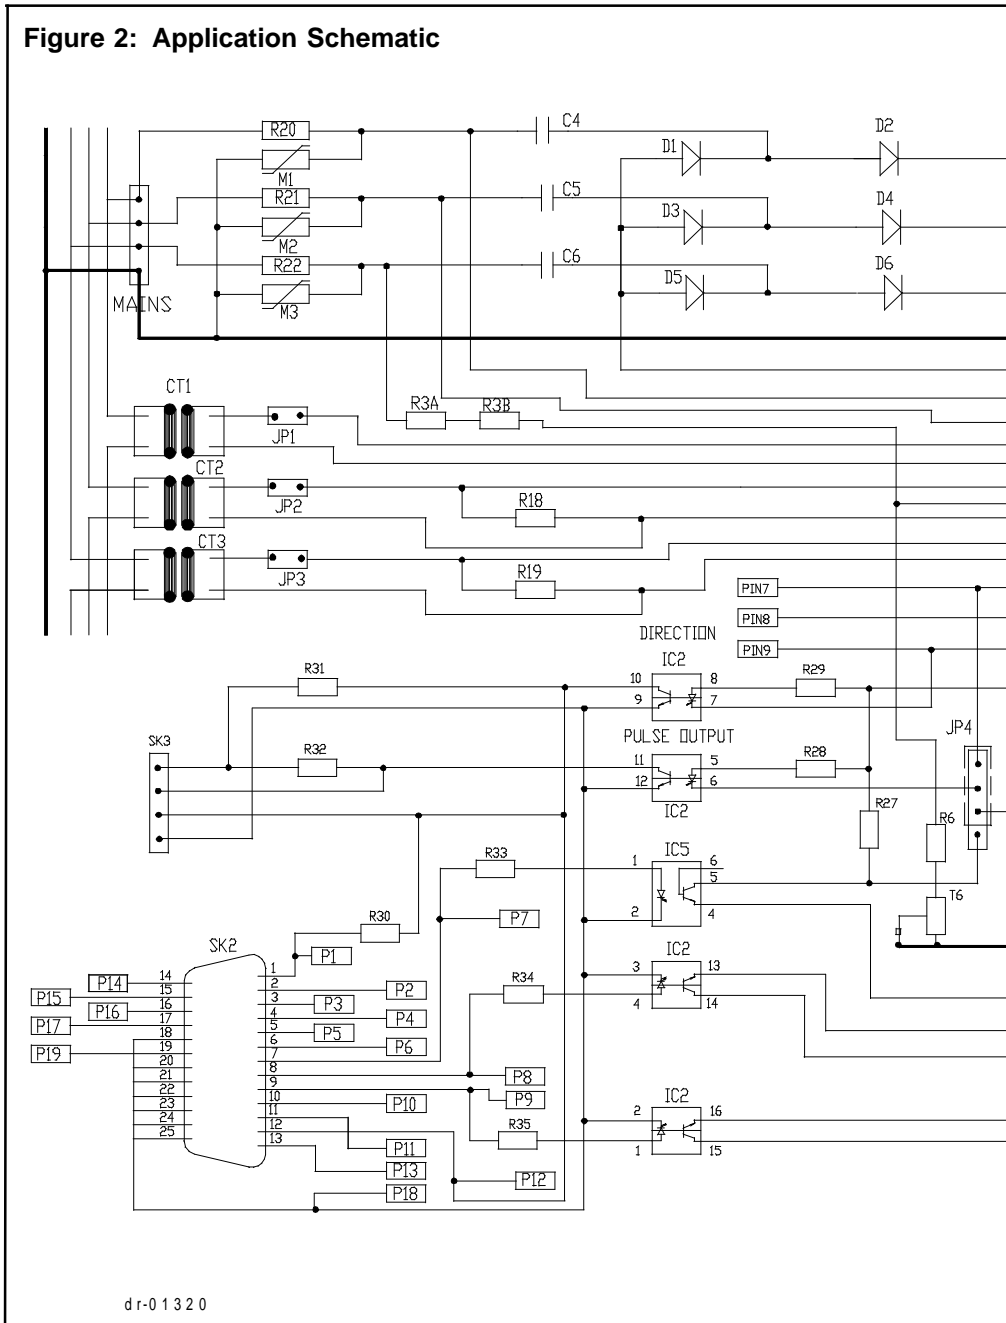 Figure 2: Application Schematic
R20
C4
D2
D1
M1
R21
C5
D3
D4
M2
R22
C6
D5
D6
M3
MAINS
CT1
R3A
R3B
JP1
CT2
JP2
R18
CT3
JP3
R19
PIN7
PIN8
PIN9
DIRECTION
IC2
R31
10
8
R29
9
7
PULSE OUTPUT
JP4
SK3
R32
11
5
R28
12
6
IC2
R27
R6
R33
IC5
1
6
5
2
4
T6
P7
R30
SK2
P1
IC2
3
13
R34
4
14
14
1
P14
15
2
P2
P15
16
3
P3
P16
17
4
P4
P17
18
5
P5
19
6
P6
P19
20
7
21
8
P8
22
9
P9
23
10
P10
24
11
25
12
13
P11
P13
P12
P18
IC2
2
16
R35
1
15
dr-01320